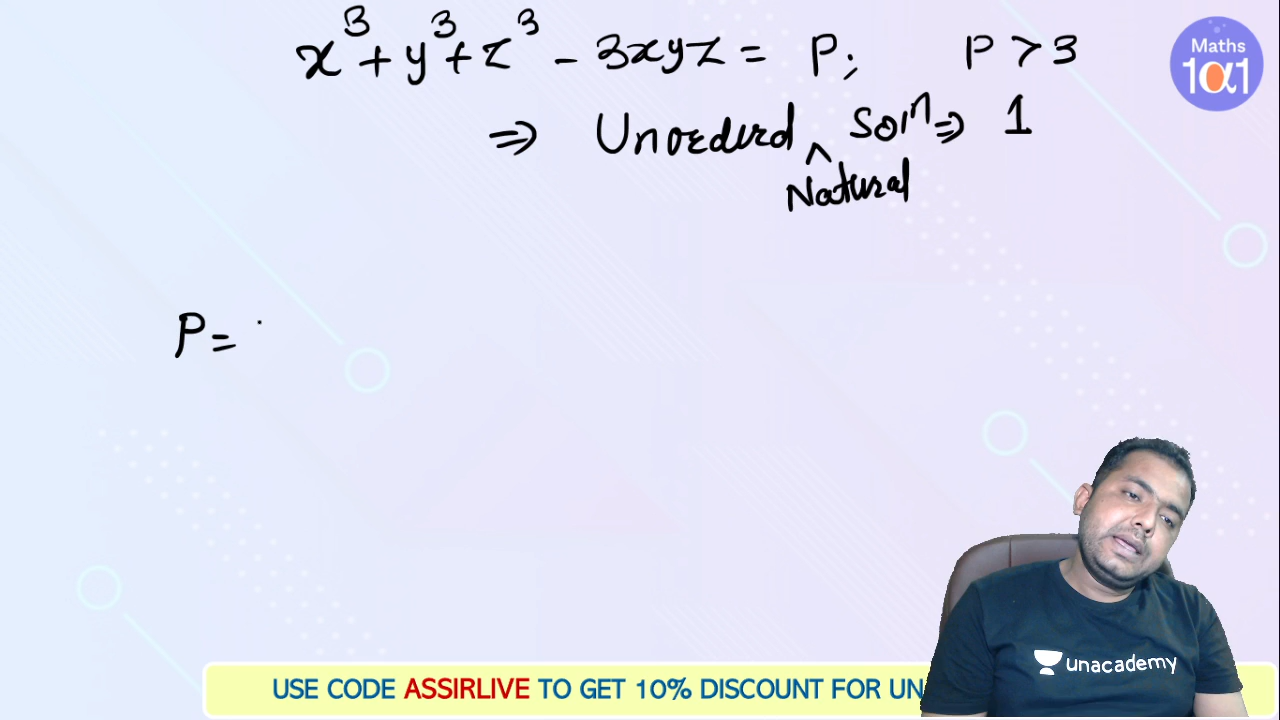 x³+y³+z³ - 3xyz = P; P > 3
Maths
101
⇒ Unordered ^ Solⁿ ⇒ 1
Natural
P =
unacademy
USE CODE ASSIRLIVE TO GET 10% DISCOUNT FOR UN